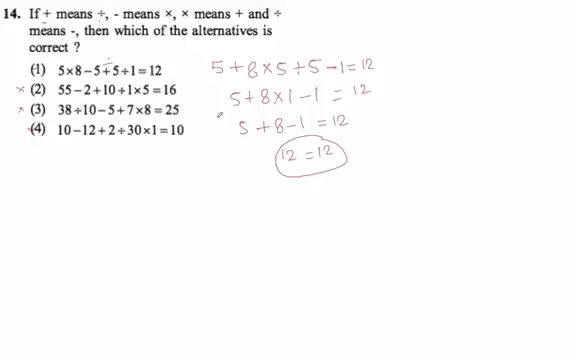 14. If + means ÷, - means ×, × means + and ÷
means -, then which of the alternatives is
correct ?
(1) 5×8−5+5÷1=12
÷
× (2) 55−2+10÷1×5=16
× (3) 38÷10−5+7×8=25
(4) 10−12+2÷30×1=10
5+8×5÷5−1=12
5+8×1−1=12
5+8−1=12
12=12